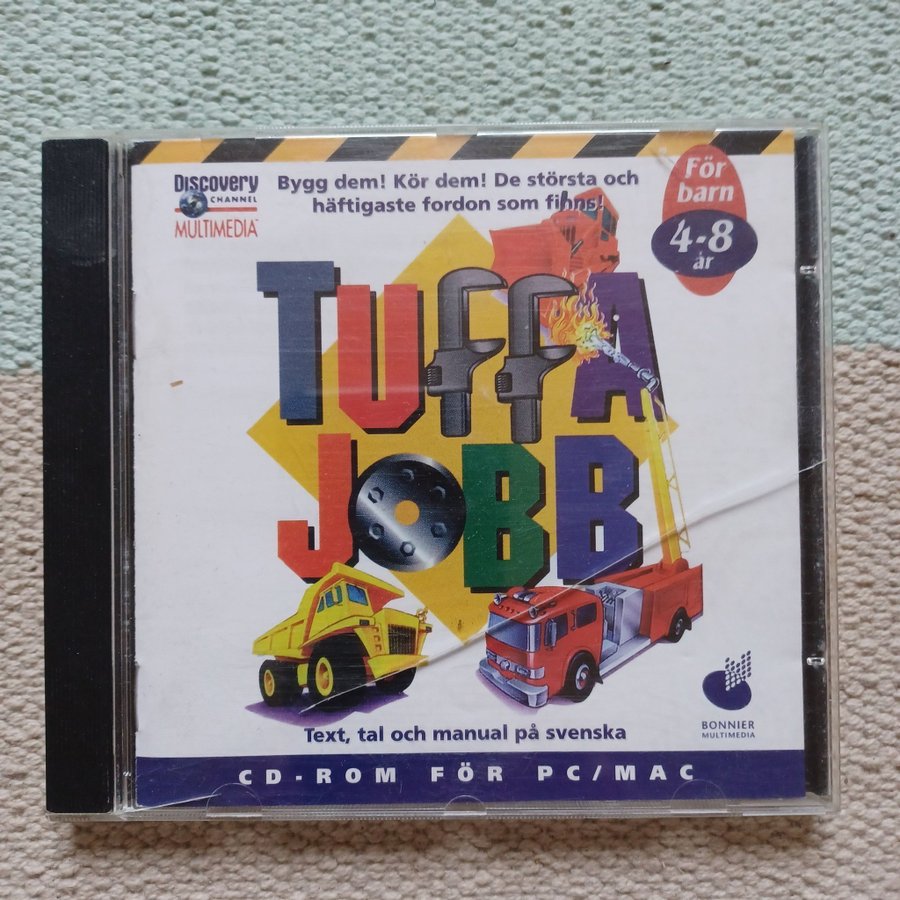 DISCOVERY
CHANNEL
MULTIMEDIA™
Bygg dem! Kör dem! De största och
häftigaste fordon som finns!
För
barn
4-8
år
TUFFA
JOBB
Text, tal och manual på svenska
BONNIER
MULTIMEDIA
CD-ROM FÖR PC/MAC